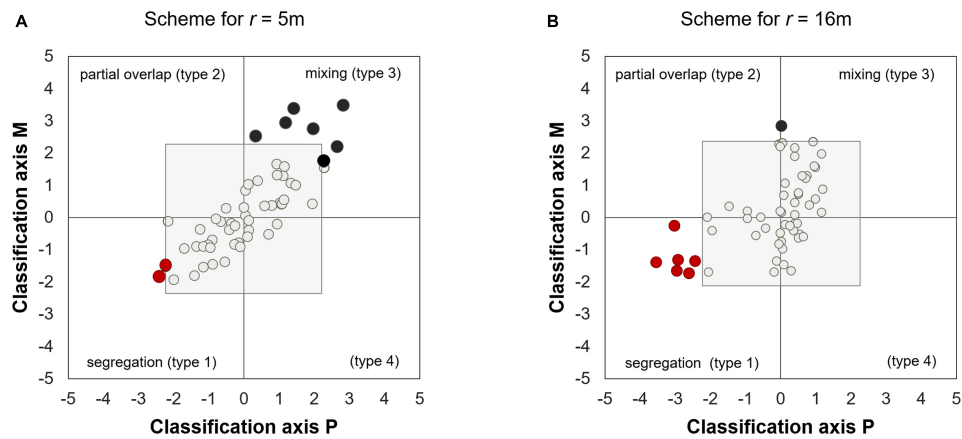 A
Scheme for r = 5m
5
4
3
2
1
0
-1
-2
-3
-4
-5
Classification axis M
partial overlap (type 2)
mixing (type 3)
segregation (type 1)
(type 4)
-5 -4 -3 -2 -1 0 1 2 3 4 5
Classification axis P
B
Scheme for r = 16m
5
4
3
2
1
0
-1
-2
-3
-4
-5
Classification axis M
partial overlap (type 2)
mixing (type 3)
segregation (type 1)
(type 4)
-5 -4 -3 -2 -1 0 1 2 3 4 5
Classification axis P